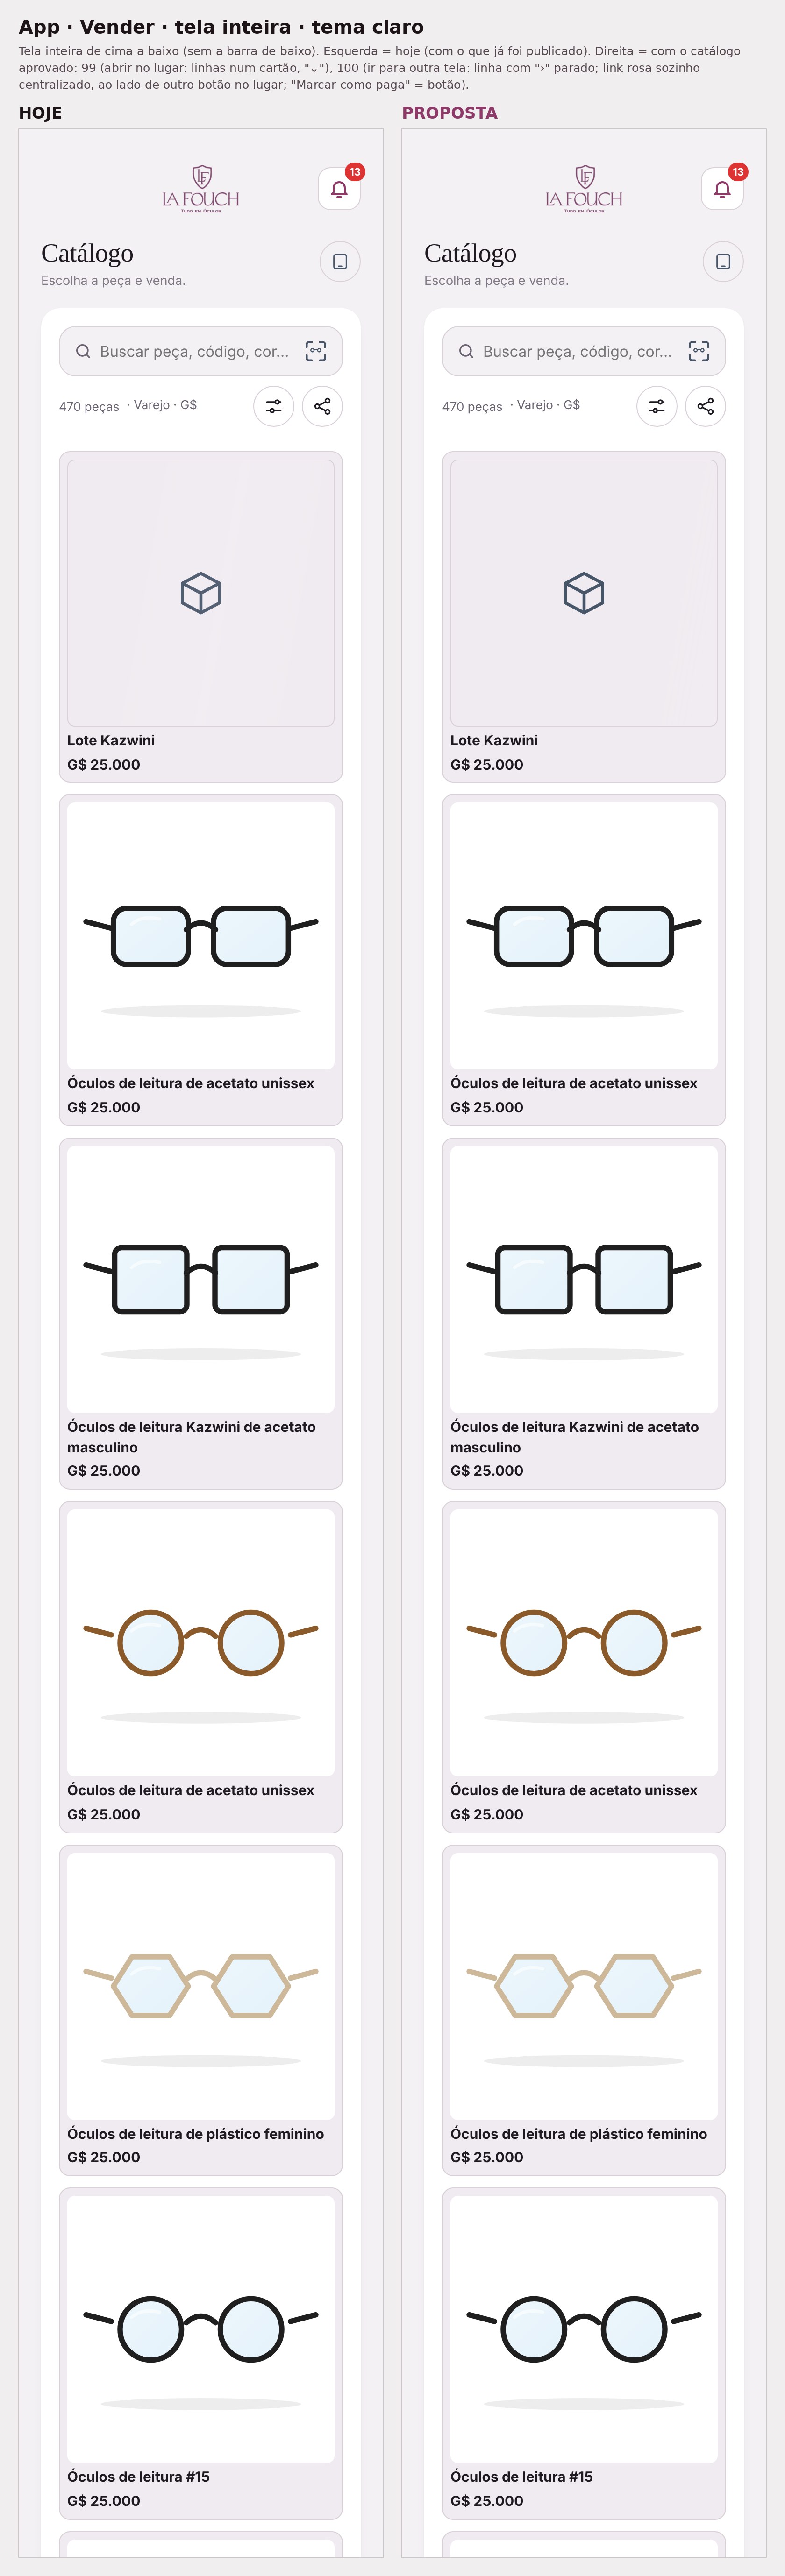 App · Vender · tela inteira · tema claro
Tela inteira de cima a baixo (sem a barra de baixo). Esquerda = hoje (com o que já foi publicado). Direita = com o catálogo
aprovado: 99 (abrir no lugar: linhas num cartão, "⌄"), 100 (ir para outra tela: linha com "›" parado; link rosa sozinho
centralizado, ao lado de outro botão no lugar; "Marcar como paga" = botão).
HOJE
LF
LA FOUCH
TUDO EM ÓCULOS
13
Catálogo
Escolha a peça e venda.
Buscar peça, código, cor...
470 peças · Varejo · G$
Lote Kazwini
G$ 25.000
Óculos de leitura de acetato unissex
G$ 25.000
Óculos de leitura Kazwini de acetato
masculino
G$ 25.000
Óculos de leitura de acetato unissex
G$ 25.000
Óculos de leitura de plástico feminino
G$ 25.000
Óculos de leitura #15
G$ 25.000
PROPOSTA
LF
LA FOUCH
TUDO EM ÓCULOS
13
Catálogo
Escolha a peça e venda.
Buscar peça, código, cor...
470 peças · Varejo · G$
Lote Kazwini
G$ 25.000
Óculos de leitura de acetato unissex
G$ 25.000
Óculos de leitura Kazwini de acetato
masculino
G$ 25.000
Óculos de leitura de acetato unissex
G$ 25.000
Óculos de leitura de plástico feminino
G$ 25.000
Óculos de leitura #15
G$ 25.000